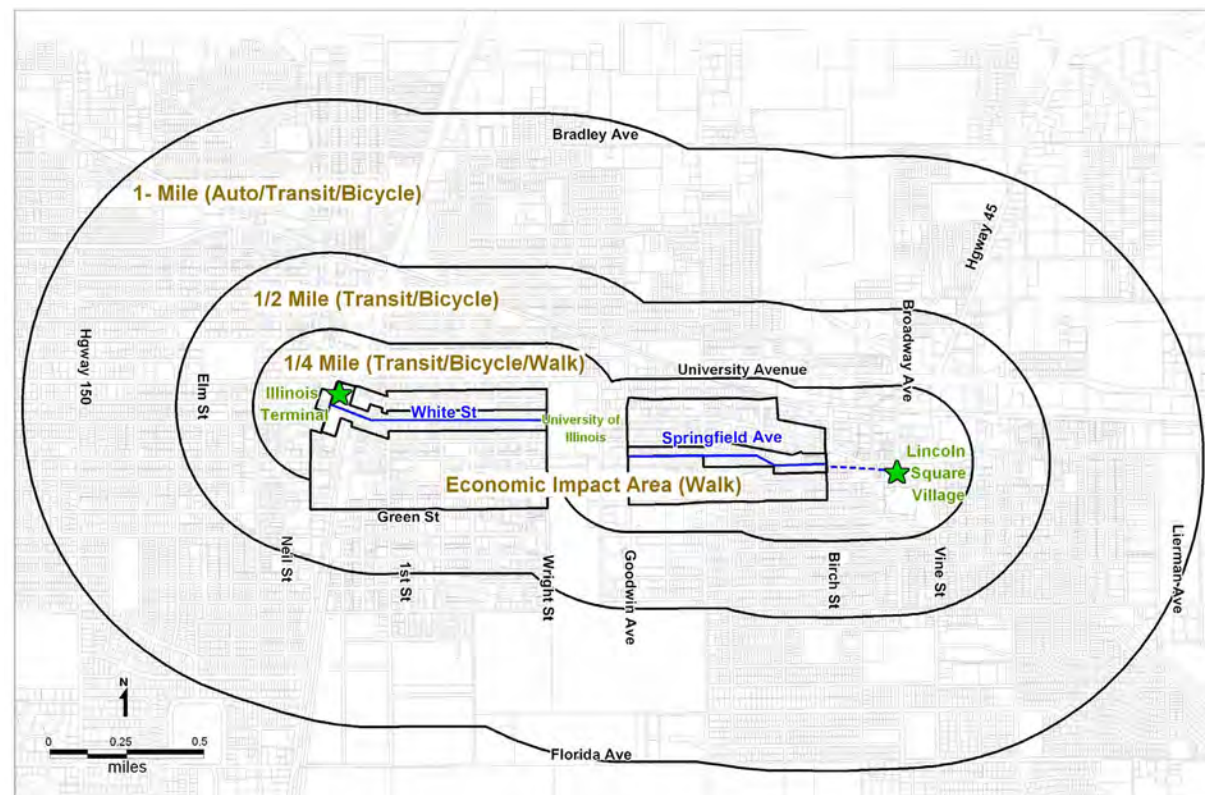 Bradley Ave
1- Mile (Auto/Transit/Bicycle)
Hgway 45
1/2 Mile (Transit/Bicycle)
Broadway Ave
Hgway 150
1/4 Mile (Transit/Bicycle/Walk)
University Avenue
Elm St
Illinois
Terminal
White St
University of
Illinois
Springfield Ave
Lincoln
Square
Village
Economic Impact Area (Walk)
Green St
Neil St
1st St
Wright St
Goodwin Ave
Birch St
Vine St
Lierman-Ave
N
0 0.25 0.5
miles
Florida Ave